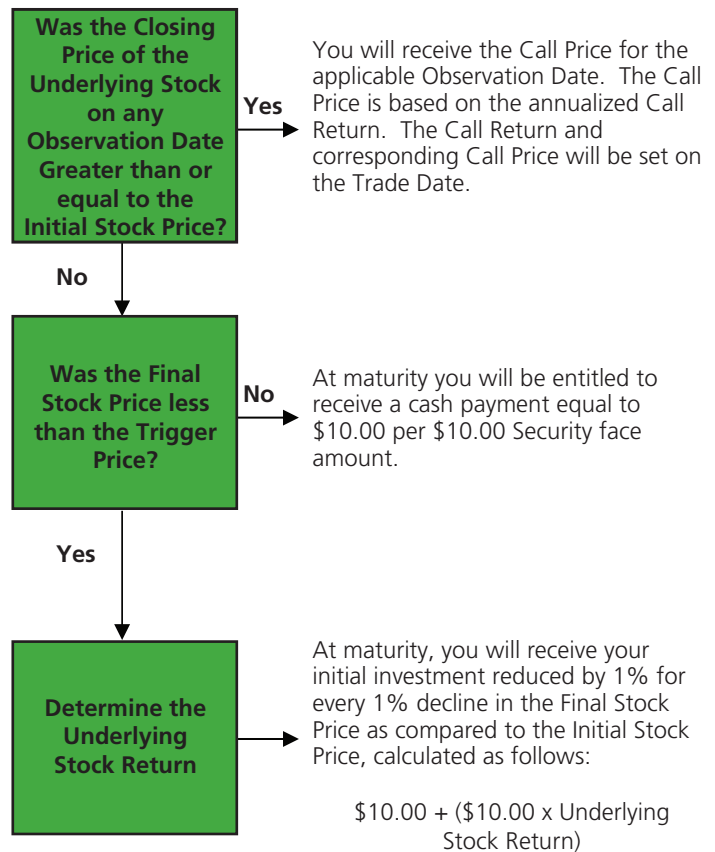 Was the Closing
Price of the
Underlying Stock
on any
Observation Date
Greater than or
equal to the
Initial Stock Price?
Yes
You will receive the Call Price for the
applicable Observation Date.  The Call
Price is based on the annualized Call
Return.  The Call Return and
corresponding Call Price will be set on
the Trade Date.
No
Was the Final
Stock Price less
than the Trigger
Price?
No
At maturity you will be entitled to
receive a cash payment equal to
$10.00 per $10.00 Security face
amount.
Yes
Determine the
Underlying
Stock Return
At maturity, you will receive your
initial investment reduced by 1% for
every 1% decline in the Final Stock
Price as compared to the Initial Stock
Price, calculated as follows:
$10.00 + ($10.00 x Underlying
Stock Return)